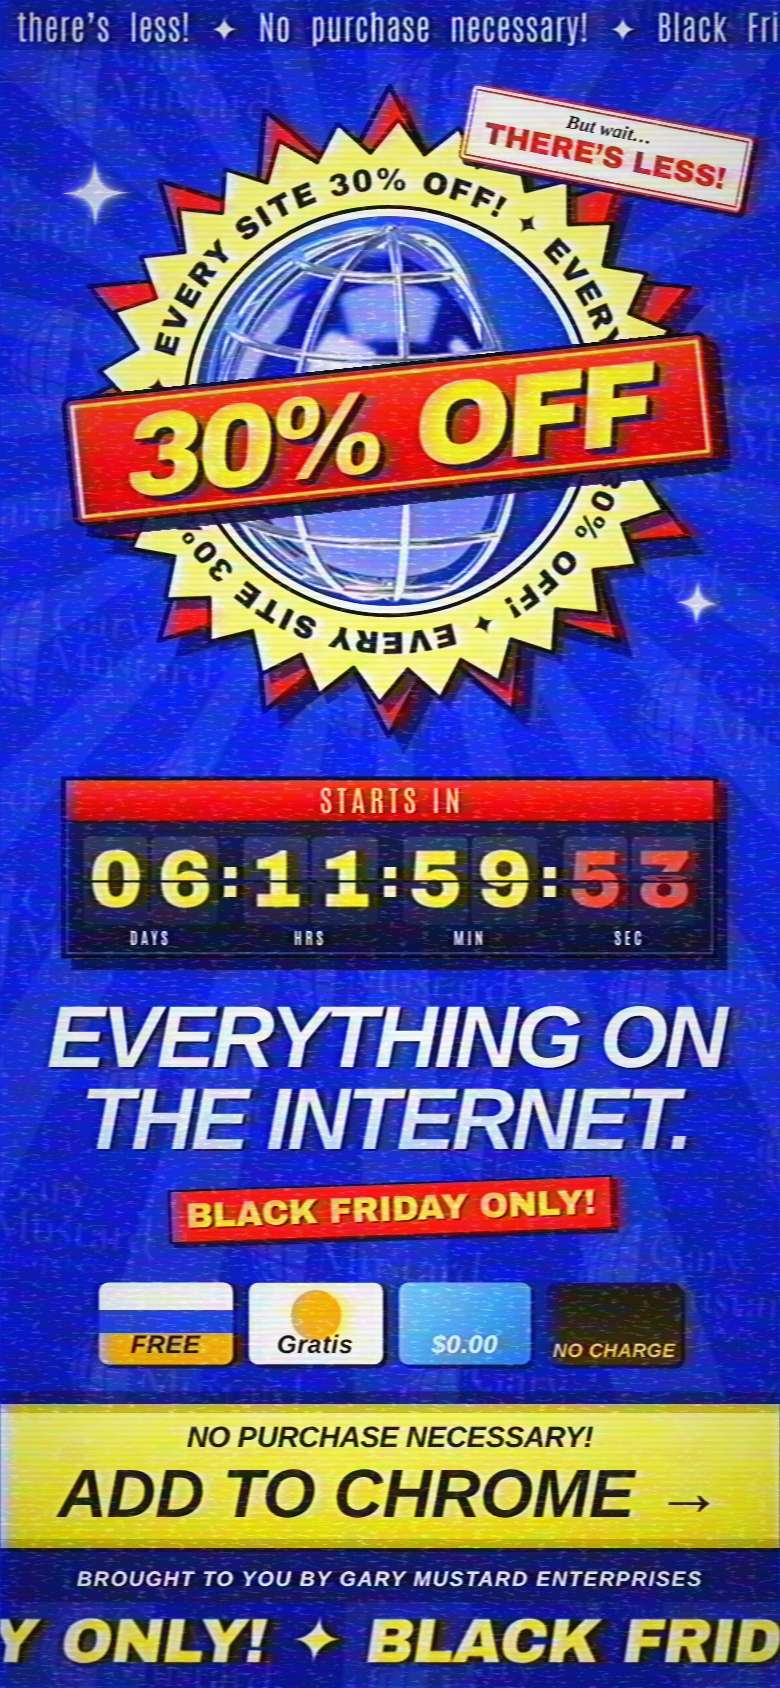 there’s less! ✦ No purchase necessary! ✦ Black Fri
But wait...
THERE’S LESS!
EVERY SITE 30% OFF! ✦ EVERY
30% OFF! ✦ EVERY SITE 30%
30% OFF
STARTS IN
06:11:59:5
DAYS HRS MIN SEC
EVERYTHING ON
THE INTERNET.
BLACK FRIDAY ONLY!
FREE Gratis $0.00 NO CHARGE
NO PURCHASE NECESSARY!
ADD TO CHROME →
BROUGHT TO YOU BY GARY MUSTARD ENTERPRISES
Y ONLY! ✦ BLACK FRID
Gary
Mustard